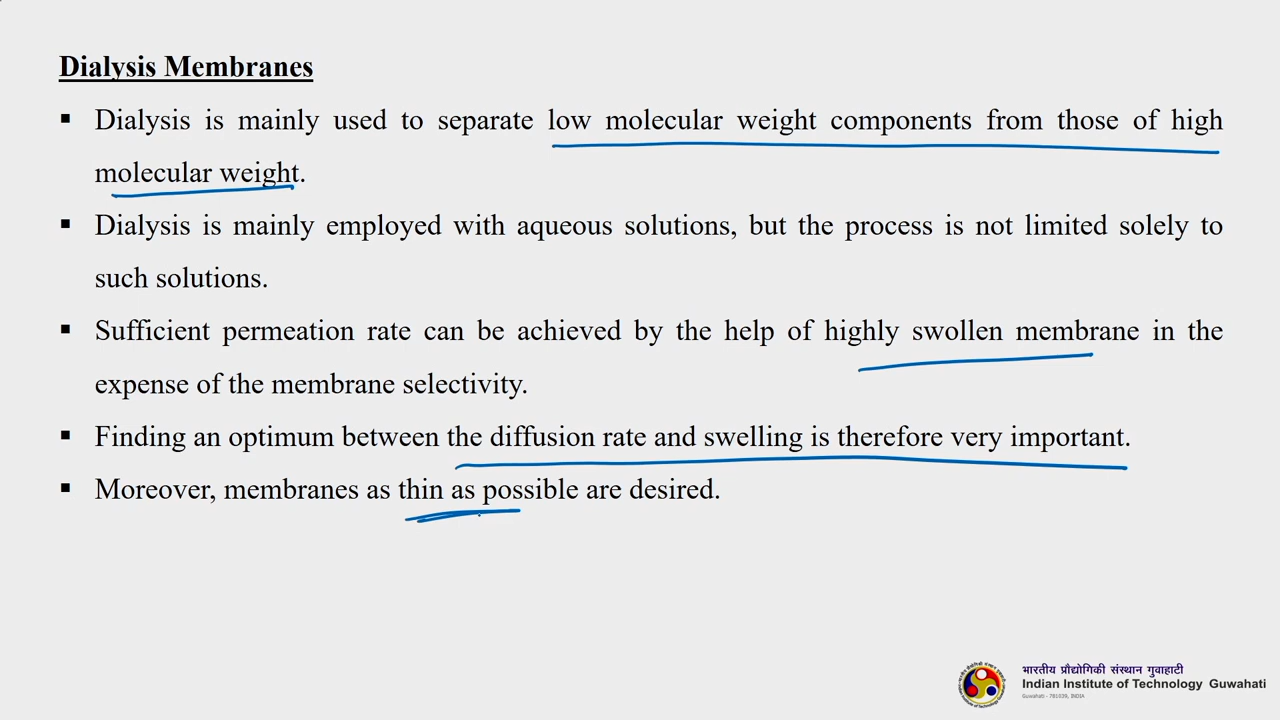 Dialysis Membranes
▪ Dialysis is mainly used to separate low molecular weight components from those of high
molecular weight.
▪ Dialysis is mainly employed with aqueous solutions, but the process is not limited solely to
such solutions.
▪ Sufficient permeation rate can be achieved by the help of highly swollen membrane in the
expense of the membrane selectivity.
▪ Finding an optimum between the diffusion rate and swelling is therefore very important.
▪ Moreover, membranes as thin as possible are desired.
भारतीय प्रौद्योगिकी संस्थान गुवाहाटी
Indian Institute of Technology Guwahati
Guwahati - 781039, INDIA